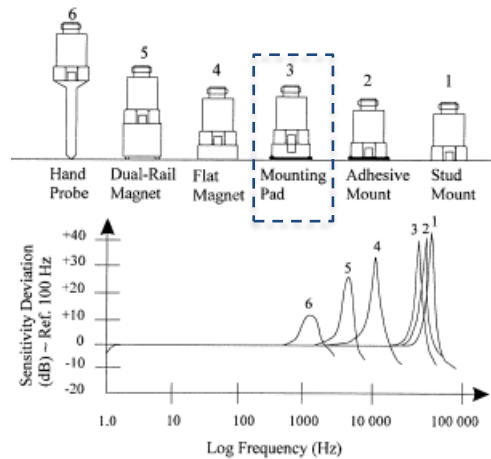 6
5
4
3
2
1
Hand
Probe
Dual-Rail
Magnet
Flat
Magnet
Mounting
Pad
Adhesive
Mount
Stud
Mount
Sensitivity Deviation
(dB) ~ Ref. 100 Hz
+40
+30
+20
+10
0
-10
-20
6
5
4
3
2
1
1.0
10
100
1000
10 000
100 000
Log Frequency (Hz)